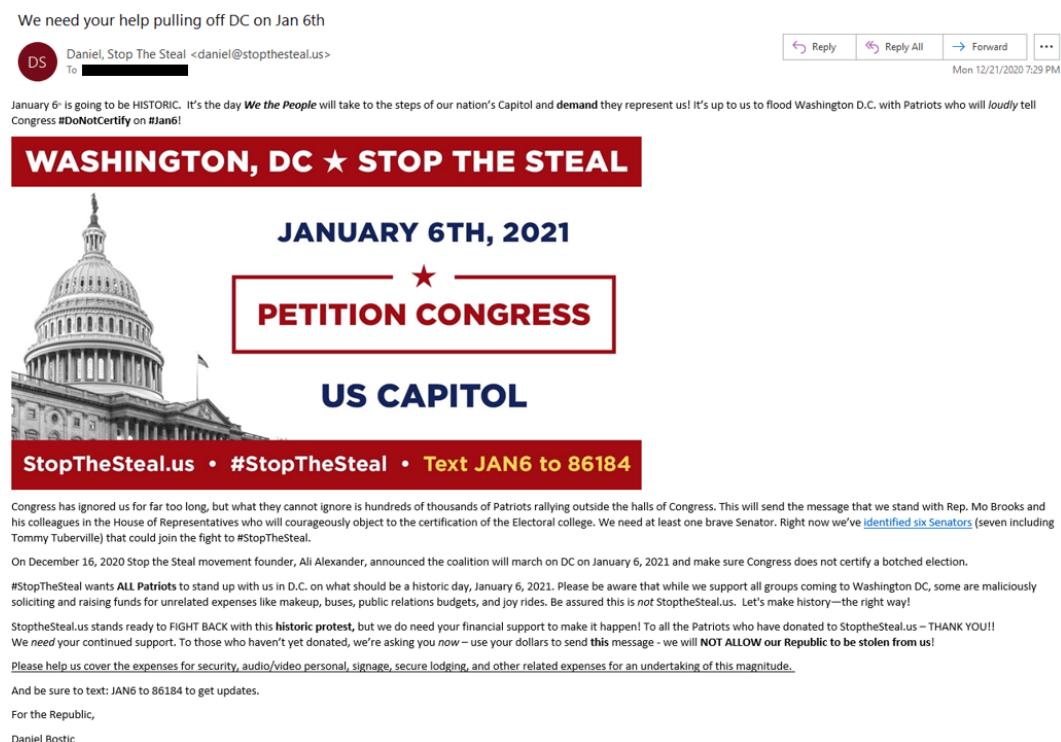 We need your help pulling off DC on Jan 6th
DS
Daniel, Stop The Steal <daniel@stopthesteal.us>
To
Reply
Reply All
Forward
...
Mon 12/21/2020 7:29 PM
January 6th is going to be HISTORIC. It's the day We the People will take to the steps of our nation's Capitol and demand they represent us! It's up to us to flood Washington D.C. with Patriots who will loudly tell
Congress #DoNotCertify on #Jan6!
WASHINGTON, DC ★ STOP THE STEAL
JANUARY 6TH, 2021
PETITION CONGRESS
US CAPITOL
StopTheSteal.us • #StopTheSteal • Text JAN6 to 86184
Congress has ignored us for far too long, but what they cannot ignore is hundreds of thousands of Patriots rallying outside the halls of Congress. This will send the message that we stand with Rep. Mo Brooks and
his colleagues in the House of Representatives who will courageously object to the certification of the Electoral college. We need at least one brave Senator. Right now we've identified six Senators (seven including
Tommy Tuberville) that could join the fight to #StopTheSteal.
On December 16, 2020 Stop the Steal movement founder, Ali Alexander, announced the coalition will march on DC on January 6, 2021 and make sure Congress does not certify a botched election.
#StopTheSteal wants ALL Patriots to stand up with us in D.C. on what should be a historic day, January 6, 2021. Please be aware that while we support all groups coming to Washington DC, some are maliciously
soliciting and raising funds for unrelated expenses like makeup, buses, public relations budgets, and joy rides. Be assured this is not StoptheSteal.us. Let's make history—the right way!
StoptheSteal.us stands ready to FIGHT BACK with this historic protest, but we do need your financial support to make it happen! To all the Patriots who have donated to StoptheSteal.us – THANK YOU!!
We need your continued support. To those who haven't yet donated, we're asking you now – use your dollars to send this message - we will NOT ALLOW our Republic to be stolen from us!
Please help us cover the expenses for security, audio/video personal, signage, secure lodging, and other related expenses for an undertaking of this magnitude.
And be sure to text: JAN6 to 86184 to get updates.
For the Republic,
Daniel Bostic